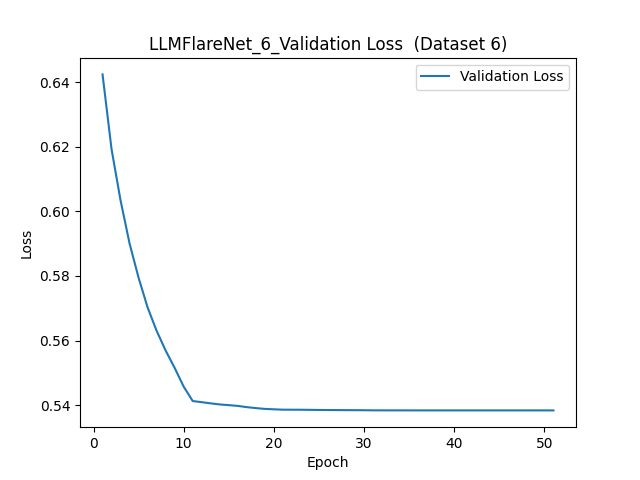 LLMFlareNet_6_Validation Loss  (Dataset 6)
Validation Loss
Loss
0.64
0.62
0.60
0.58
0.56
0.54
0 10 20 30 40 50
Epoch